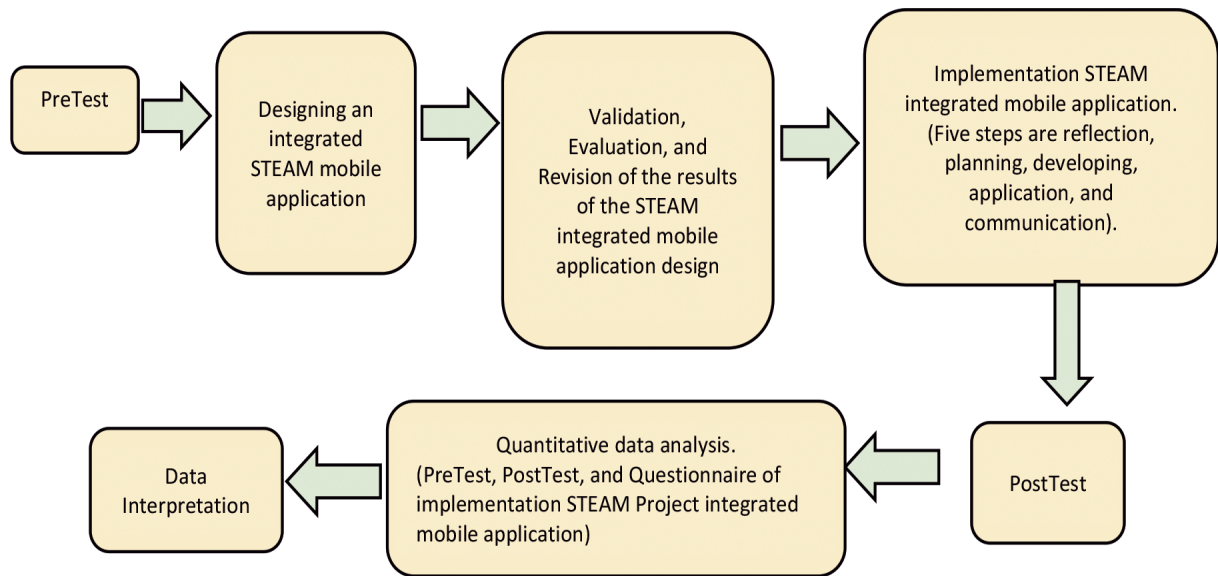 PreTest
Designing an
integrated
STEAM mobile
application
Validation,
Evaluation, and
Revision of the results
of the STEAM
integrated mobile
application design
Implementation STEAM
integrated mobile application.
(Five steps are reflection,
planning, developing,
application, and
communication).
PostTest
Quantitative data analysis.
(PreTest, PostTest, and Questionnaire of
implementation STEAM Project integrated
mobile application)
Data
Interpretation